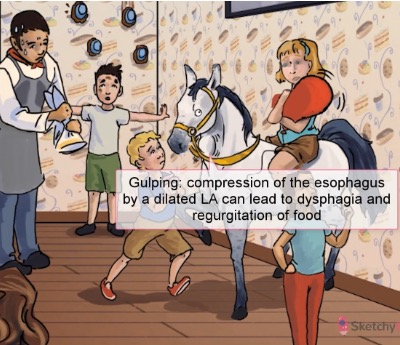 Gulping: compression of the esophagus
by a dilated LA can lead to dysphagia and
regurgitation of food
Sketchy